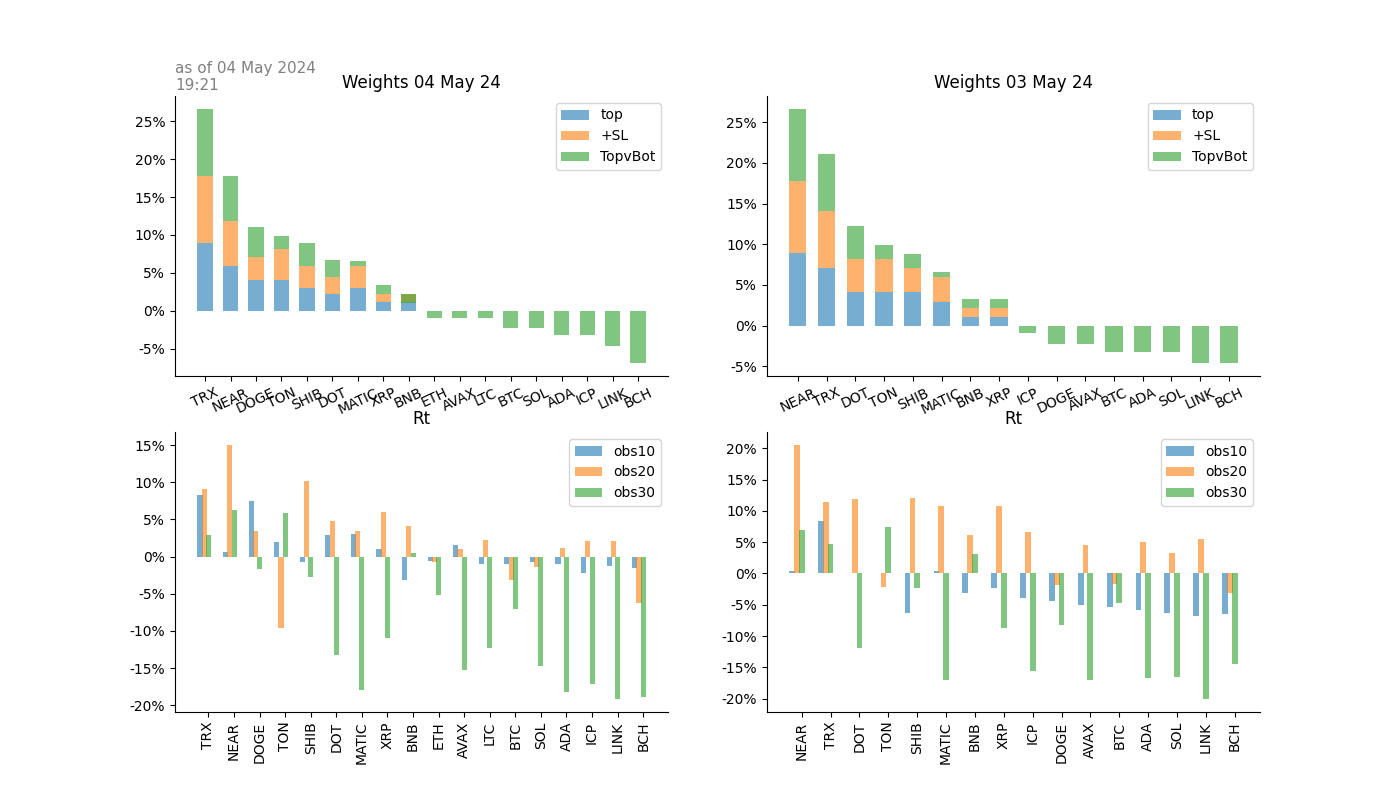 as of 04 May 2024
19:21
Weights 04 May 24
25%
20%
15%
10%
5%
0%
-5%
top
+SL
TopvBot
TRX NEAR DOGE TON SHIB DOT MATIC XRP BNB ETH AVAX LTC BTC SOL ADA ICP LINK BCH
Weights 03 May 24
25%
20%
15%
10%
5%
0%
-5%
top
+SL
TopvBot
NEAR TRX DOT TON SHIB MATIC BNB XRP ICP DOGE AVAX BTC ADA SOL LINK BCH
Rt
15%
10%
5%
0%
-5%
-10%
-15%
-20%
obs10
obs20
obs30
TRX NEAR DOGE TON SHIB DOT MATIC XRP BNB ETH AVAX LTC BTC SOL ADA ICP LINK BCH
Rt
20%
15%
10%
5%
0%
-5%
-10%
-15%
-20%
obs10
obs20
obs30
NEAR TRX DOT TON SHIB MATIC BNB XRP ICP DOGE AVAX BTC ADA SOL LINK BCH